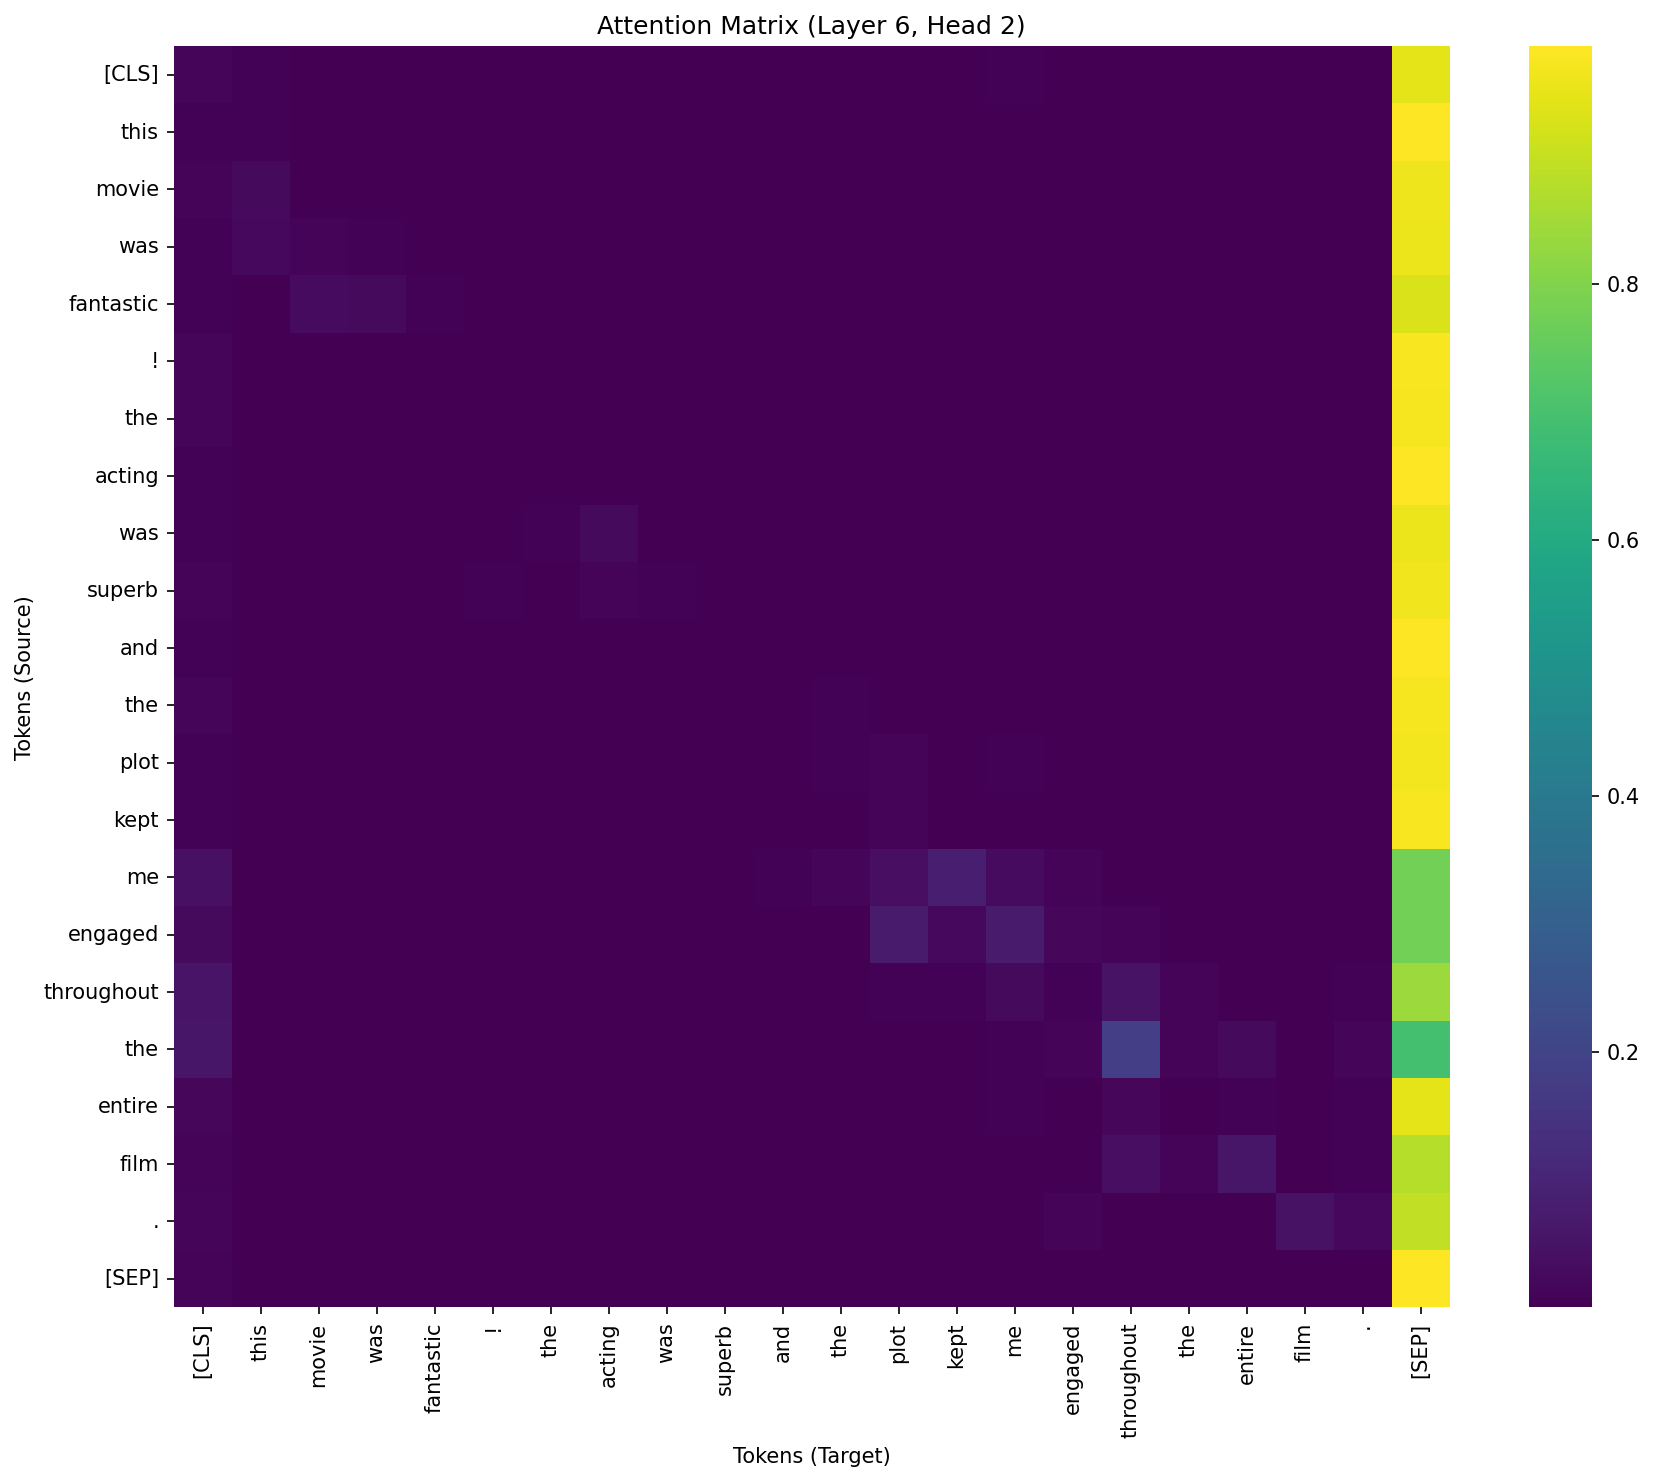 Attention Matrix (Layer 6, Head 2)
Tokens (Source)
[CLS]
this
movie
was
fantastic
!
the
acting
was
superb
and
the
plot
kept
me
engaged
throughout
the
entire
film
.
[SEP]
[CLS]
this
movie
was
fantastic
!
the
acting
was
superb
and
the
plot
kept
me
engaged
throughout
the
entire
film
.
[SEP]
Tokens (Target)
0.8
0.6
0.4
0.2